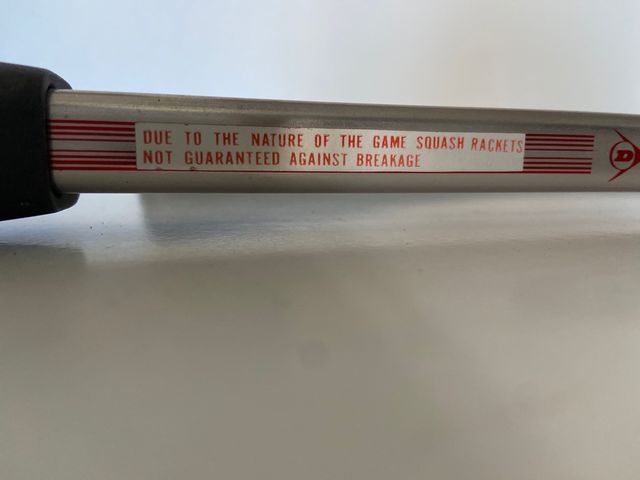 DUE TO THE NATURE OF THE GAME SQUASH RACKETS
NOT GUARANTEED AGAINST BREAKAGE
D